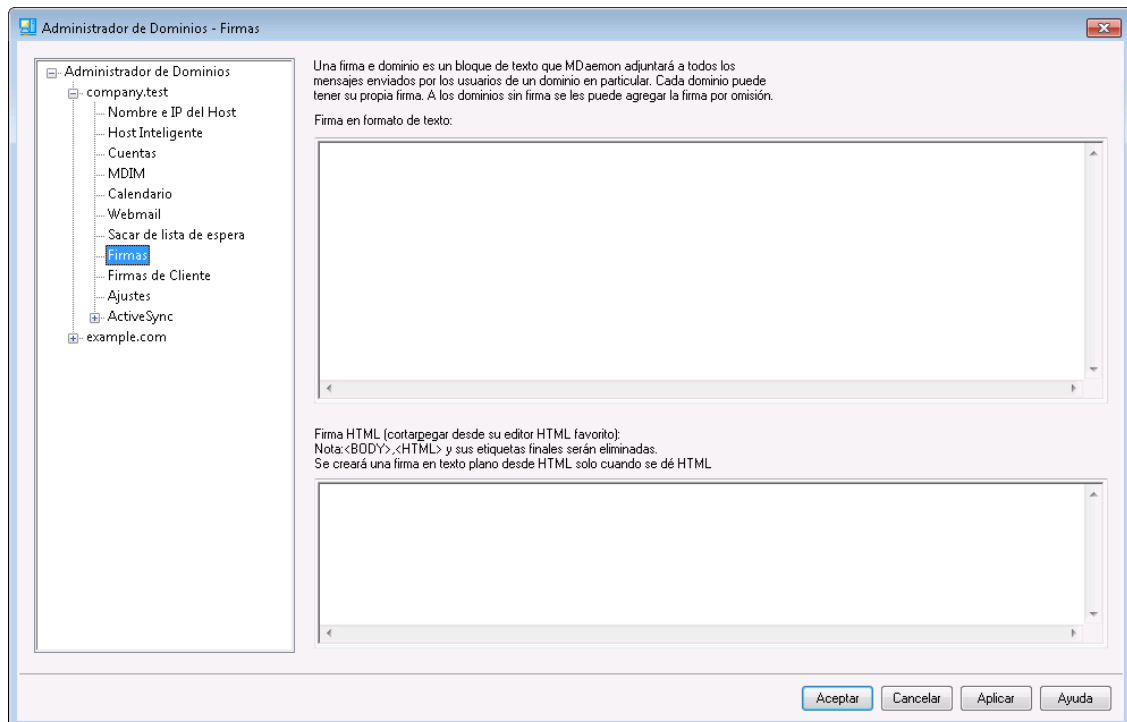 Administrador de Dominios - Firmas
Administrador de Dominios
company.test
Nombre e IP del Host
Host Inteligente
Cuentas
MDIM
Calendario
Webmail
Sacar de lista de espera
Firmas
Firmas de Cliente
Ajustes
ActiveSync
example.com
Una firma e dominio es un bloque de texto que MDaemon adjuntará a todos los
mensajes enviados por los usuarios de un dominio en particular. Cada dominio puede
tener su propia firma. A los dominios sin firma se les puede agregar la firma por omisión.
Firma en formato de texto:
Firma HTML (cortarpegar desde su editor HTML favorito):
Nota:<BODY>,<HTML> y sus etiquetas finales serán eliminadas.
Se creará una firma en texto plano desde HTML solo cuando se dé HTML
Aceptar
Cancelar
Aplicar
Ayuda